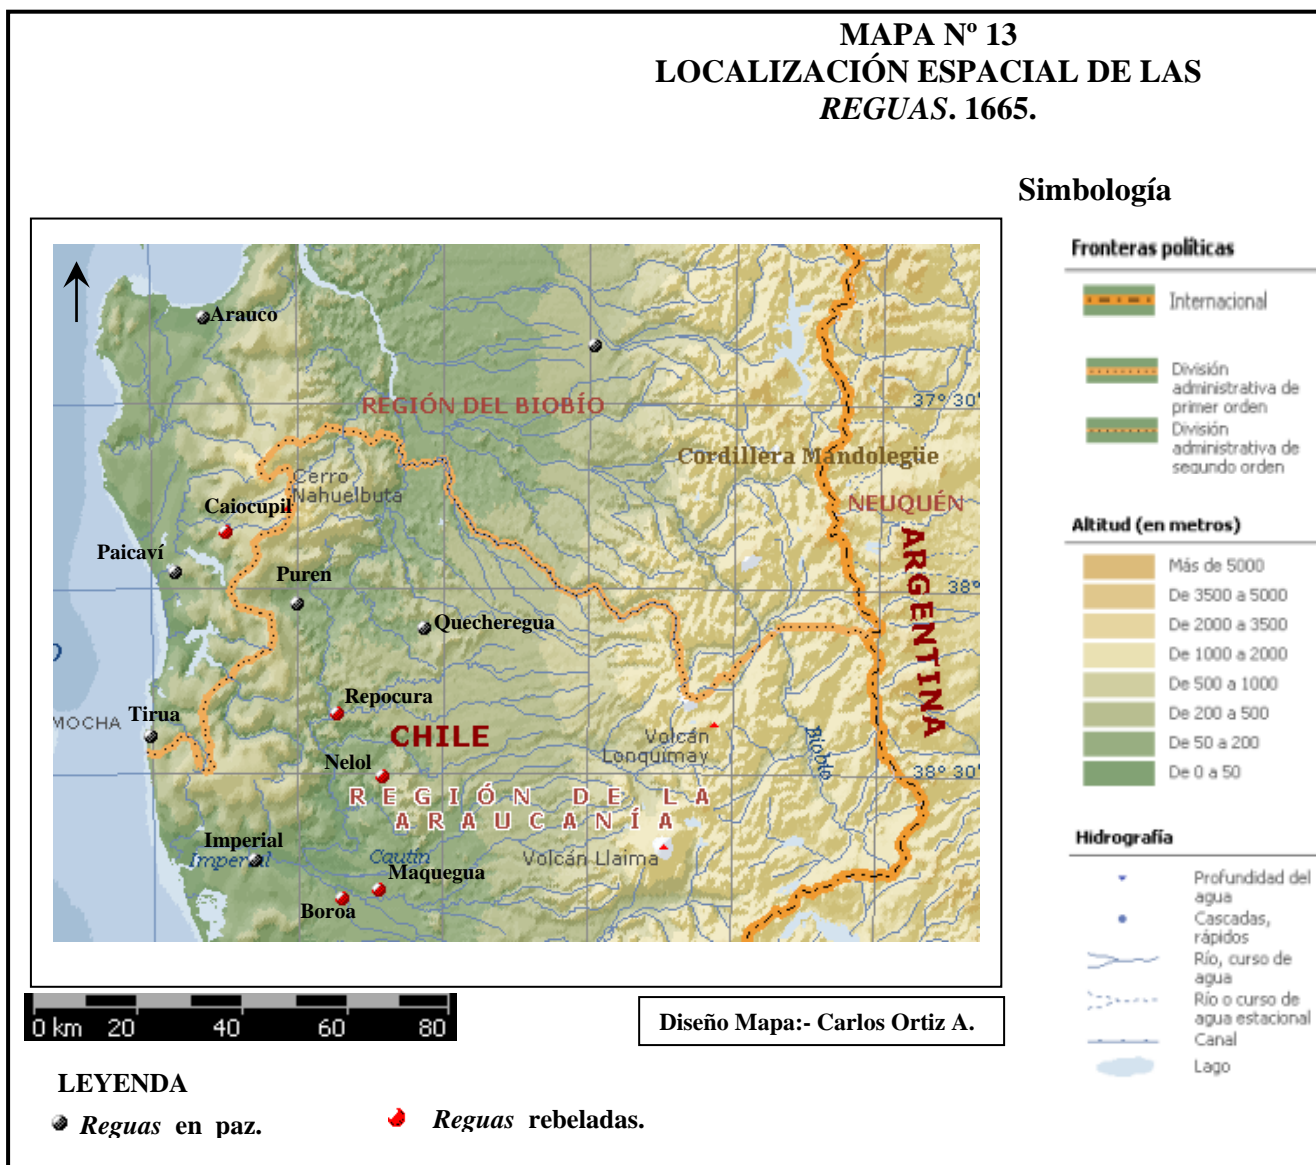 MAPA Nº 13
LOCALIZACIÓN ESPACIAL DE LAS
REGUAS. 1665.
Simbología
Fronteras políticas
Internacional
División
administrativa de
primer orden
División
administrativa de
segundo orden
Altitud (en metros)
Más de 5000
De 3500 a 5000
De 2000 a 3500
De 1000 a 2000
De 500 a 1000
De 200 a 500
De 50 a 200
De 0 a 50
Hidrografía
Profundidad del
agua
Cascadas,
rápidos
Río, curso de
agua
Río o curso de
agua estacional
Canal
Lago
Arauco
REGIÓN DEL BIOBÍO
37°30'
Cordillera Mandolegüe
Cerro
Nahuelbuta
NEUQUÉN
Caiocupil
ARGENTINA
Paicaví
Puren
38°
Quecheregua
o
Repocura
Tirua
MOCHA
CHILE
Volcán
Lonquimay
Biobío
Nelol
38°30'
REGIÓN DE LA
ARAUCANÍA
Imperial
Imperial
Cautín
Volcán Llaima
Maquegua
Boroa
0 km 20 40 60 80
Diseño Mapa:- Carlos Ortiz A.
LEYENDA
Reguas en paz.
Reguas rebeladas.